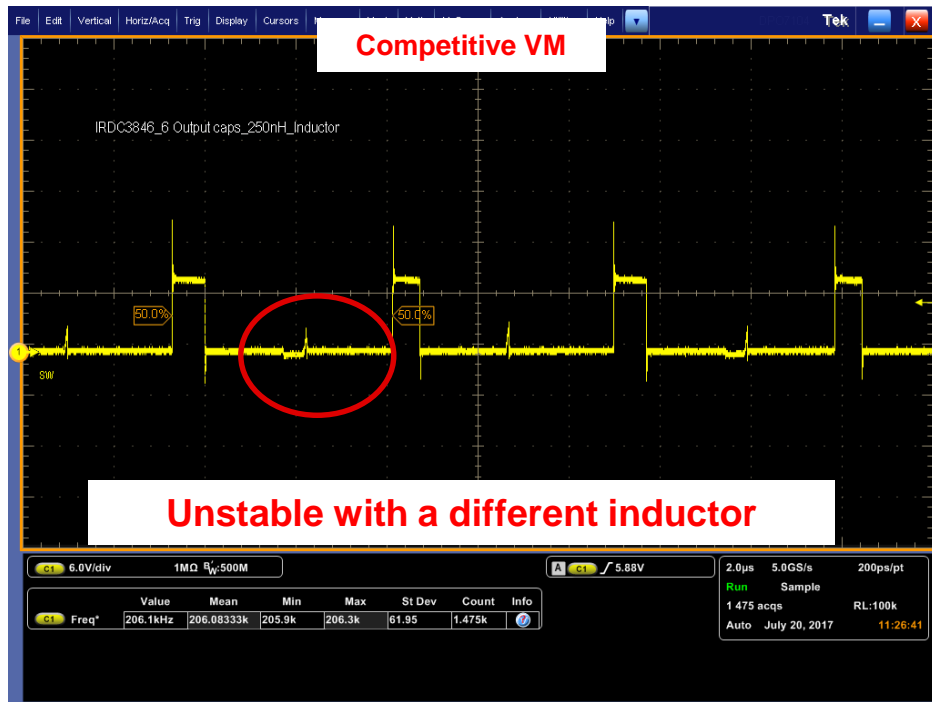 File Edit Vertical Horiz/Acq Trig Display Cursors
Tek
X
Competitive VM
IRDC3846_6 Output caps_250nH_Inductor
50.0%
50.0%
1
SW
Unstable with a different inductor
C1 6.0V/div 1MΩ BW:500M
A C1 5.88V
2.0µs 5.0GS/s 200ps/pt
Run Sample
1 475 acqs RL:100k
Auto July 20, 2017 11:26:41
Value Mean Min Max St Dev Count Info
C1 Freq* 206.1kHz 206.08333k 205.9k 206.3k 61.95 1.475k